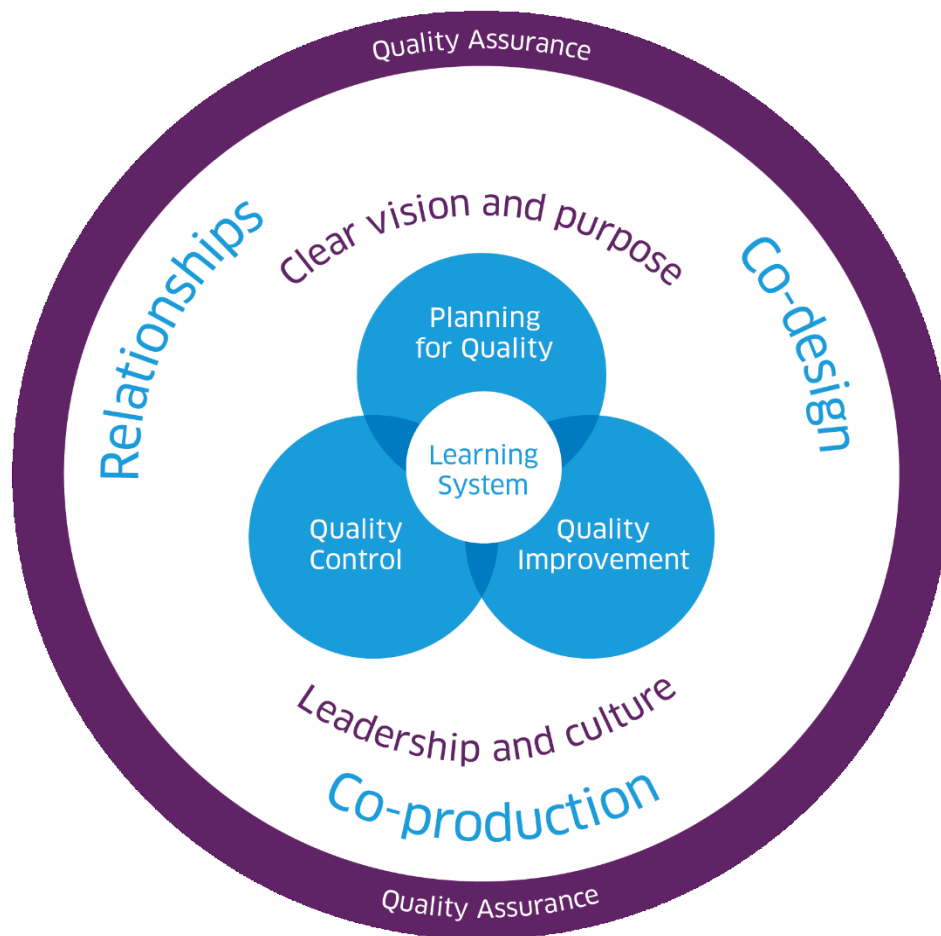 Quality Assurance
Clear vision and purpose
Relationships
Co-design
Planning
for Quality
Learning
System
Quality
Control
Quality
Improvement
Leadership and culture
Co-production
Quality Assurance